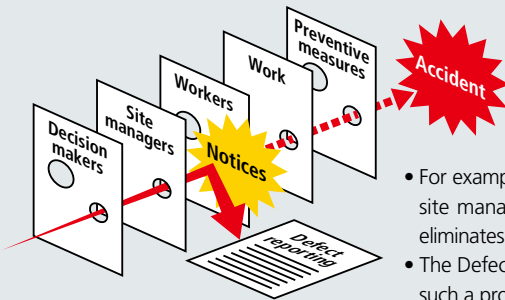 Decision
makers
Site
managers
Workers
Work
Preventive
measures
Accident
Notices
Defect
reporting
• For examp
site mana
eliminates
• The Defec
such a pro